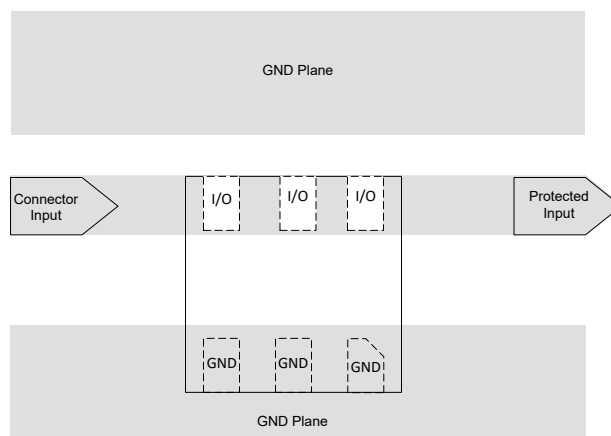 GND Plane
Connector
Input
I/O
I/O
I/O
Protected
Input
GND
GND
GND
GND Plane